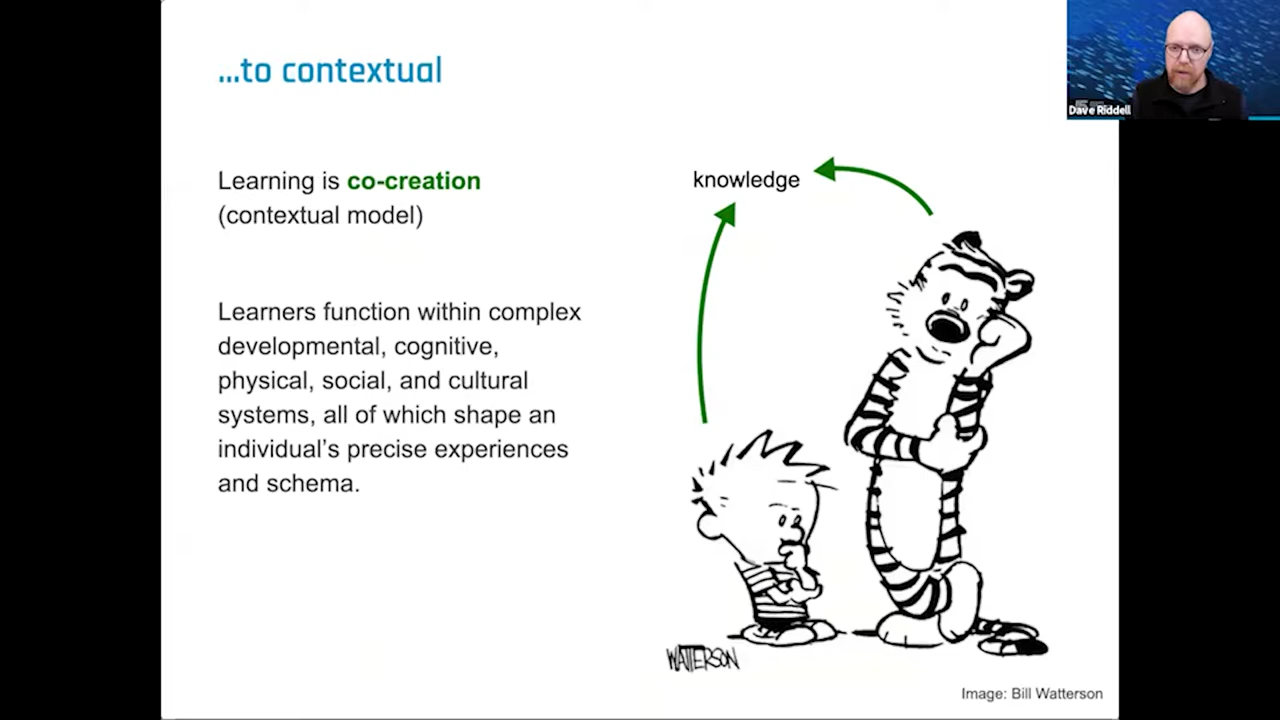 ...to contextual
Learning is co-creation
(contextual model)
Learners function within complex
developmental, cognitive,
physical, social, and cultural
systems, all of which shape an
individual's precise experiences
and schema.
knowledge
WATTERSON
Image: Bill Watterson
Dave Riddell